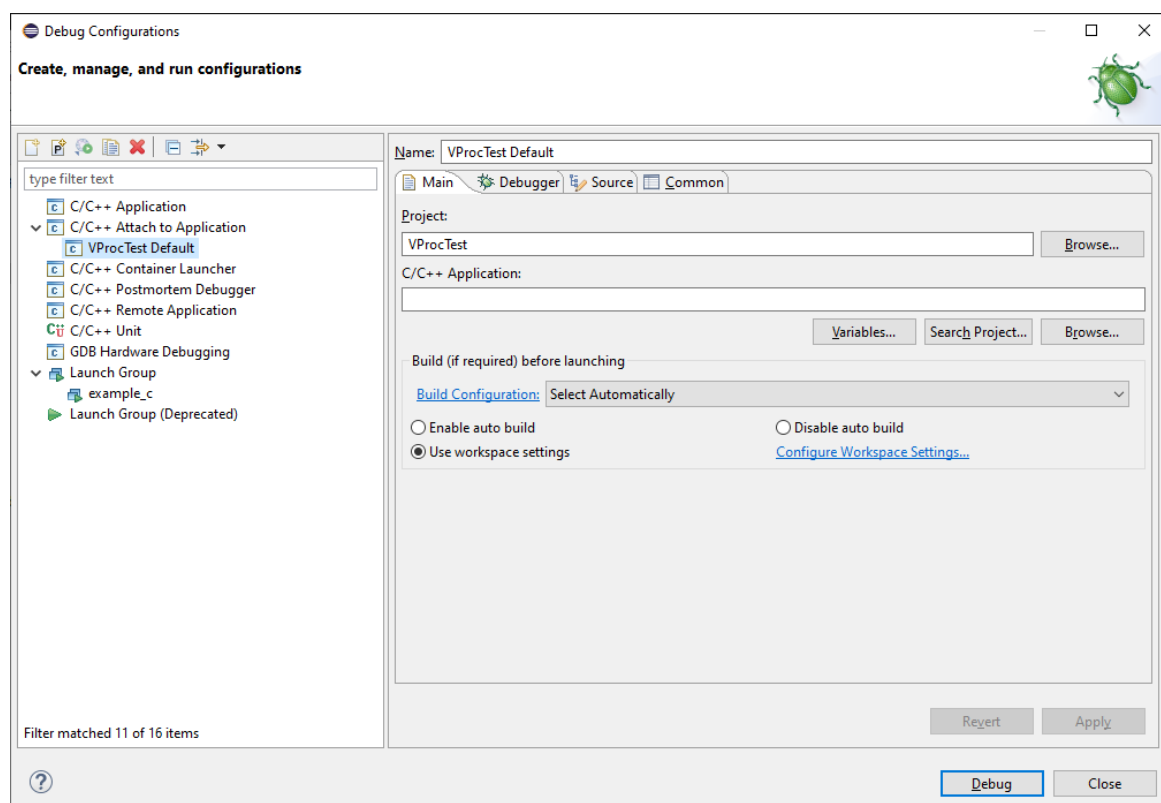 Debug Configurations
Create, manage, and run configurations
type filter text
C/C++ Application
C/C++ Attach to Application
VProcTest Default
C/C++ Container Launcher
C/C++ Postmortem Debugger
C/C++ Remote Application
C/C++ Unit
GDB Hardware Debugging
Launch Group
example_c
Launch Group (Deprecated)
Filter matched 11 of 16 items
Name: VProcTest Default
Main Debugger Source Common
Project:
VProcTest Browse...
C/C++ Application:
Variables... Search Project... Browse...
Build (if required) before launching
Build Configuration: Select Automatically
Enable auto build Disable auto build
Use workspace settings Configure Workspace Settings...
Revert Apply
? Debug Close